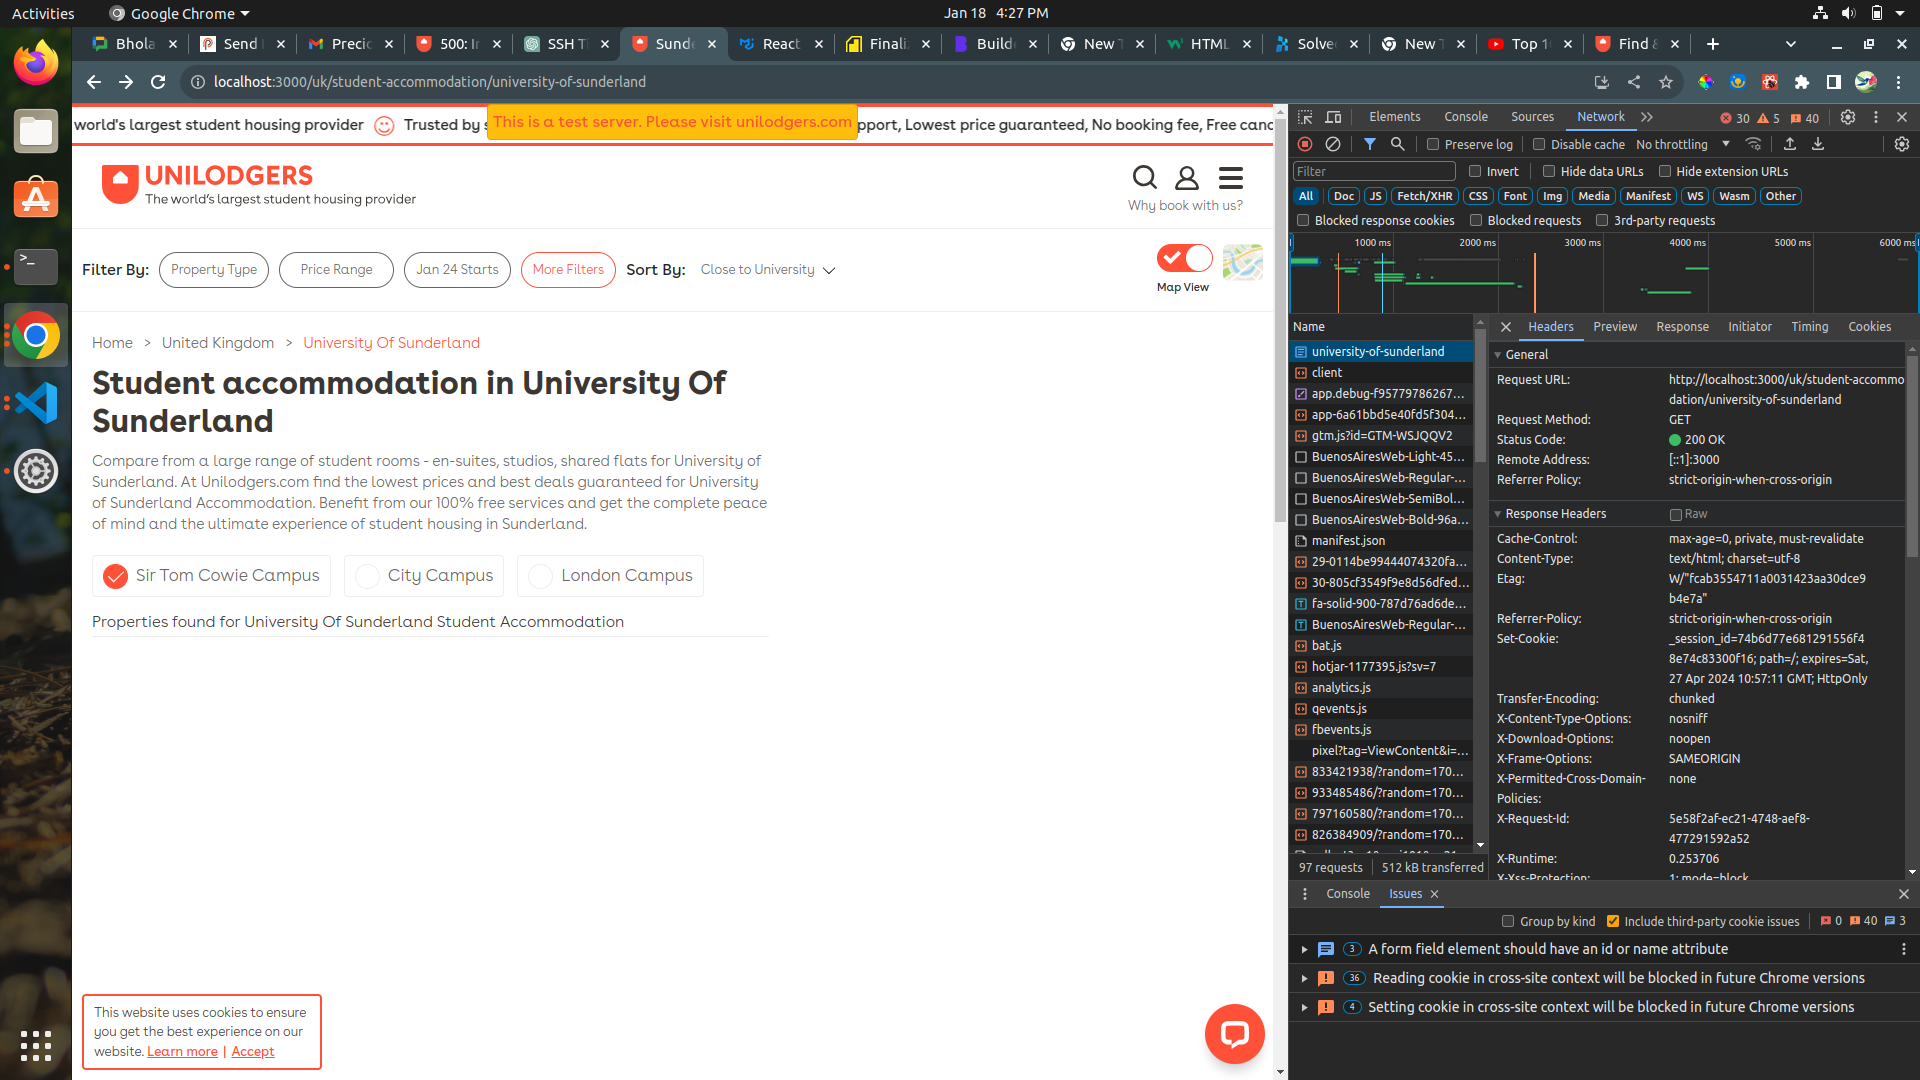 Activities
Google Chrome
Jan 18 4:27 PM
Bhola
Send
Precio
500: I
SSH T
Sunde
React
Finali
Builde
New T
HTML
Solve
New T
Top 1
Find &
localhost:3000/uk/student-accommodation/university-of-sunderland
world's largest student housing provider
Trusted by s
This is a test server. Please visit unilodgers.com
pport, Lowest price guaranteed, No booking fee, Free canc
UNILODGERS
The world's largest student housing provider
Why book with us?
Filter By:
Property Type
Price Range
Jan 24 Starts
More Filters
Sort By:
Close to University
Map View
Home > United Kingdom > University Of Sunderland
Student accommodation in University Of
Sunderland
Compare from a large range of student rooms - en-suites, studios, shared flats for University of
Sunderland. At Unilodgers.com find the lowest prices and best deals guaranteed for University
of Sunderland Accommodation. Benefit from our 100% free services and get the complete peace
of mind and the ultimate experience of student housing in Sunderland.
Sir Tom Cowie Campus
City Campus
London Campus
Properties found for University Of Sunderland Student Accommodation
This website uses cookies to ensure
you get the best experience on our
website. Learn more | Accept
Elements
Console
Sources
Network
30
5
40
Preserve log
Disable cache
No throttling
Filter
Invert
Hide data URLs
Hide extension URLs
All
Doc
JS
Fetch/XHR
CSS
Font
Img
Media
Manifest
WS
Wasm
Other
Blocked response cookies
Blocked requests
3rd-party requests
1000 ms
2000 ms
3000 ms
4000 ms
5000 ms
6000 ms
Name
university-of-sunderland
client
app.debug-f95779786267...
app-6a61bbd5e40fd5f304...
gtm.js?id=GTM-WSJQQV2
BuenosAiresWeb-Light-45...
BuenosAiresWeb-Regular-...
BuenosAiresWeb-SemiBol...
BuenosAiresWeb-Bold-96a...
manifest.json
29-0114be99444074320fa...
30-805cf3549f9e8d56dfed...
fa-solid-900-787d76ad6de...
BuenosAiresWeb-Regular-...
bat.js
hotjar-1177395.js?sv=7
analytics.js
qevents.js
fbevents.js
pixel?tag=ViewContent&i=...
833421938/?random=170...
933485486/?random=170...
797160580/?random=170...
826384909/?random=170...
97 requests
512 kB transferred
Headers
Preview
Response
Initiator
Timing
Cookies
General
Request URL: http://localhost:3000/uk/student-accommo
dation/university-of-sunderland
Request Method: GET
Status Code: 200 OK
Remote Address: [::1]:3000
Referrer Policy: strict-origin-when-cross-origin
Response Headers
Raw
Cache-Control: max-age=0, private, must-revalidate
Content-Type: text/html; charset=utf-8
Etag: W/"fcab3554711a0031423aa30dce9
b4e7a"
Referrer-Policy: strict-origin-when-cross-origin
Set-Cookie: _session_id=74b6d77e681291556f4
8e74c83300f16; path=/; expires=Sat,
27 Apr 2024 10:57:11 GMT; HttpOnly
Transfer-Encoding: chunked
X-Content-Type-Options: nosniff
X-Download-Options: noopen
X-Frame-Options: SAMEORIGIN
X-Permitted-Cross-Domain- none
Policies:
X-Request-Id: 5e58f2af-ec21-4748-aef8-
477291592a52
X-Runtime: 0.253706
X-Xss-Protection: 1; mode=block
Console
Issues
Group by kind
Include third-party cookie issues
0
40
3
3 A form field element should have an id or name attribute
36 Reading cookie in cross-site context will be blocked in future Chrome versions
4 Setting cookie in cross-site context will be blocked in future Chrome versions